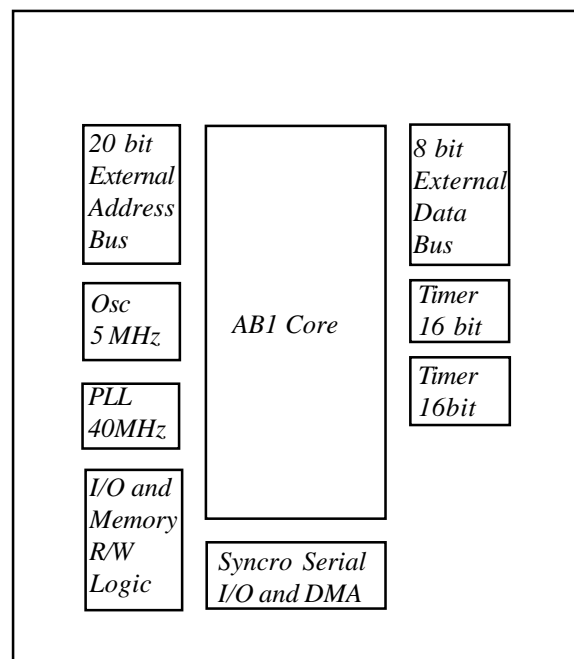 20 bit
External
Address
Bus
Osc
5 MHz
PLL
40MHz
I/O and
Memory
R/W
Logic
AB1 Core
Syncro Serial
I/O and DMA
8 bit
External
Data
Bus
Timer
16 bit
Timer
16bit